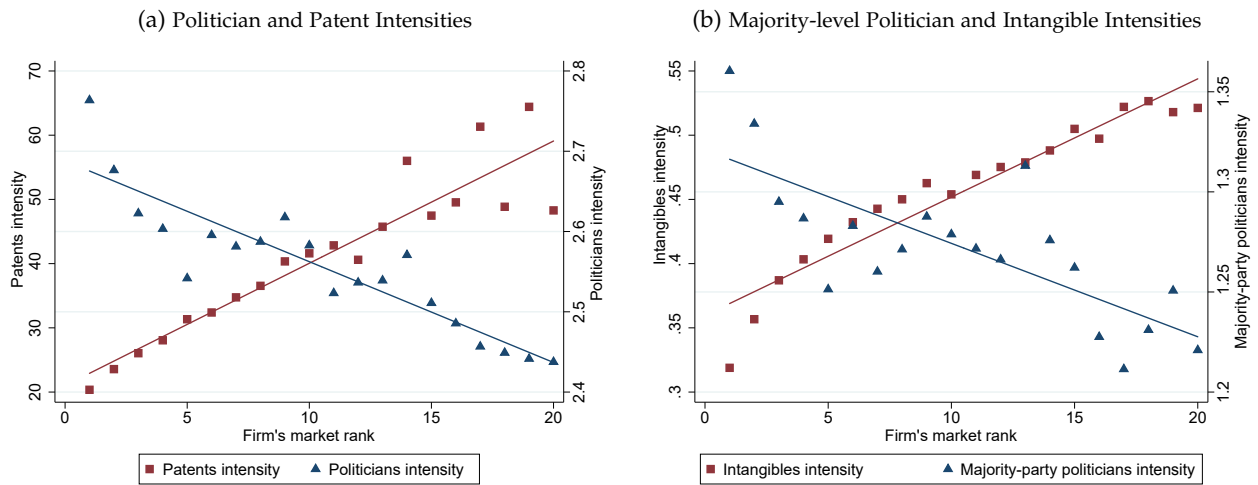 (a) Politician and Patent Intensities
70
60
50
40
30
20
Patents intensity
2.8
2.7
2.6
2.5
2.4
Politicians intensity
0 5 10 15 20
Firm's market rank
Patents intensity Politicians intensity
(b) Majority-level Politician and Intangible Intensities
.55
.5
.45
.4
.35
.3
Intangibles intensity
1.35
1.3
1.25
1.2
Majority-party politicians intensity
0 5 10 15 20
Firm's market rank
Intangibles intensity Majority-party politicians intensity